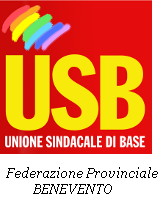 USB
UNIONE SINDACALE DI BASE
Federazione Provinciale
BENEVENTO